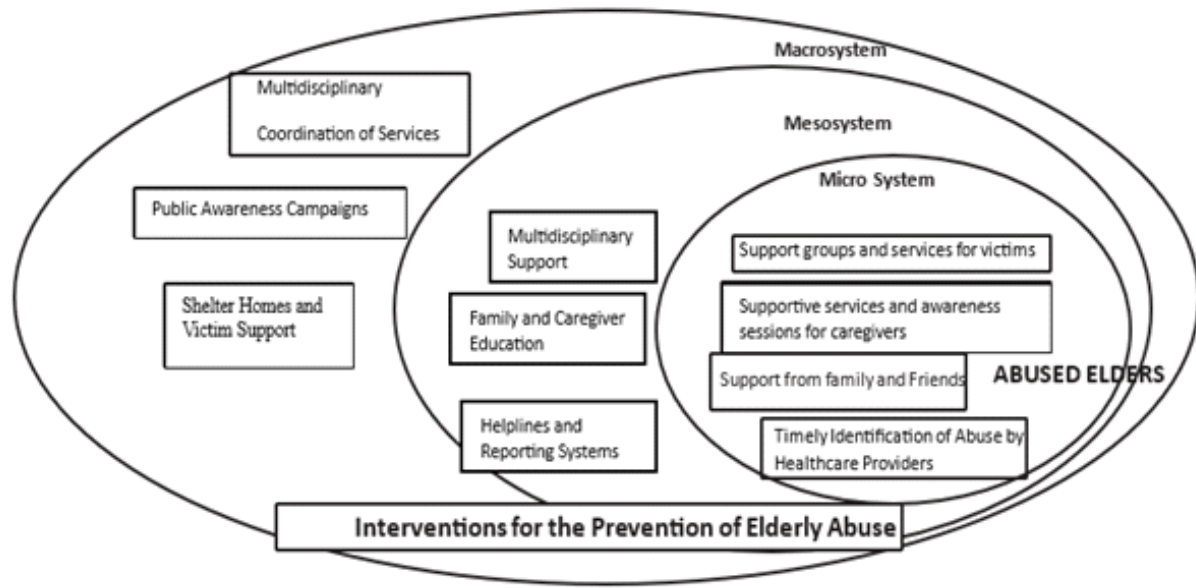 Macrosystem
Multidisciplinary
Coordination of Services
Mesosystem
Micro System
Public Awareness Campaigns
Multidisciplinary
Support
Support groups and services for victims
Shelter Homes and
Victim Support
Family and Caregiver
Education
Supportive services and awareness
sessions for caregivers
Support from family and Friends
ABUSED ELDERS
Helplines and
Reporting Systems
Timely Identification of Abuse by
Healthcare Providers
Interventions for the Prevention of Elderly Abuse